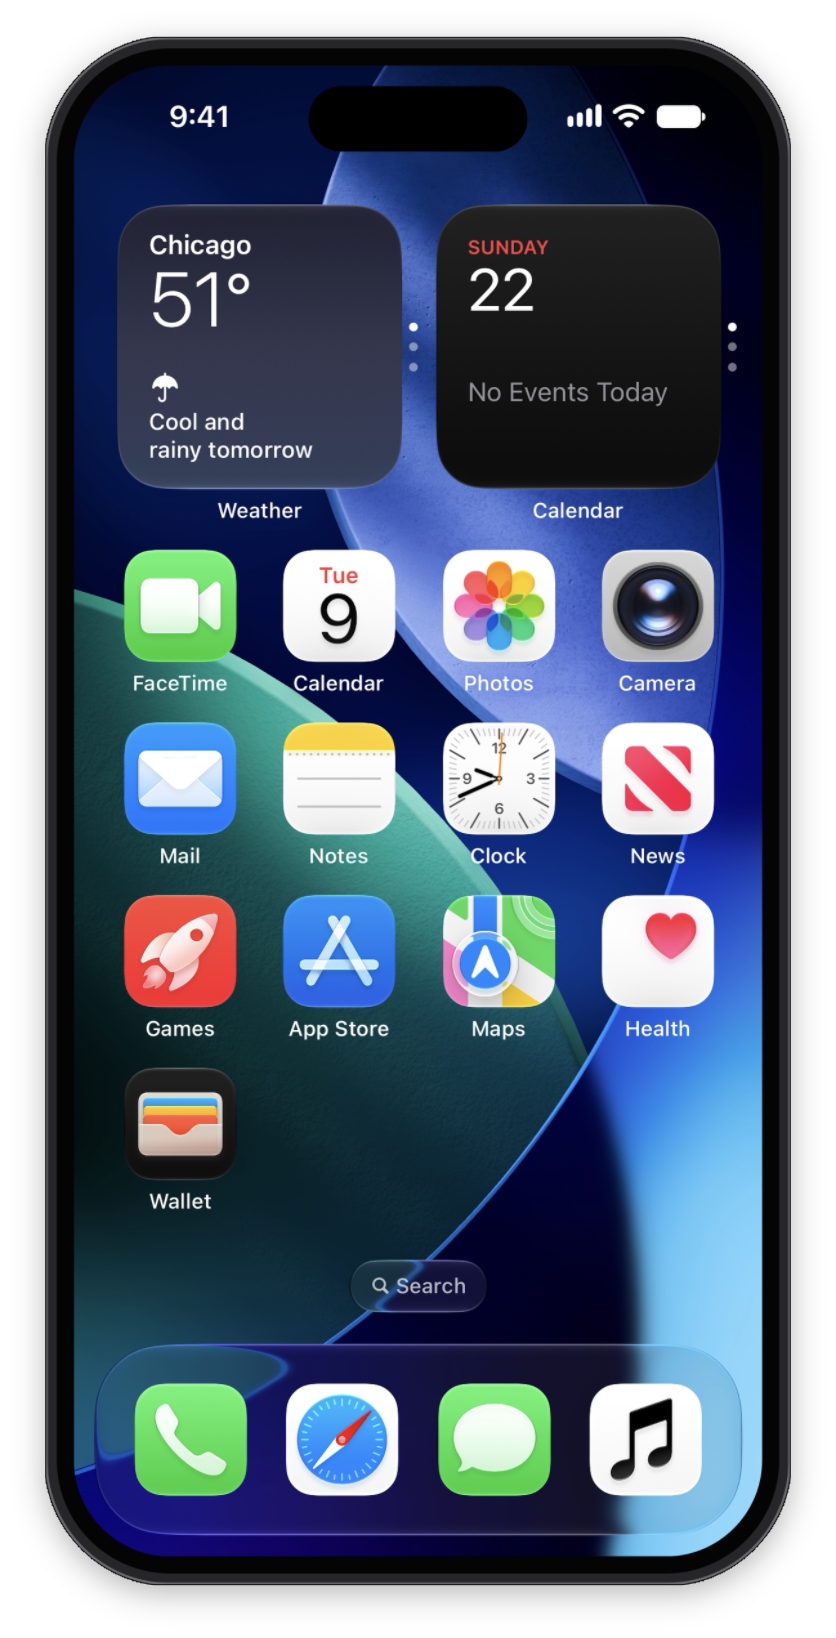 9:41
Chicago
51°
Cool and
rainy tomorrow
Weather
SUNDAY
22
No Events Today
Calendar
FaceTime
Tue
9
Calendar
Photos
Camera
Mail
Notes
12
9
3
6
Clock
News
Games
App Store
Maps
Health
Wallet
Search